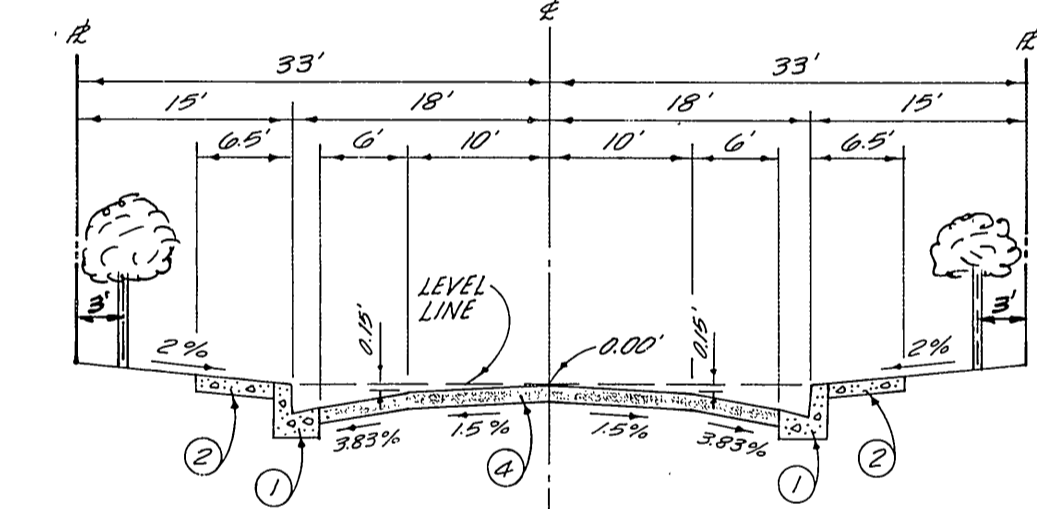 ℄
⅊ ⅊
33' 33'
15' 18' 18' 15'
6.5' 6' 10' 10' 6' 6.5'
LEVEL
LINE
3' 0.15' 0.00' 0.15' 3'
2% 2%
3.83% 1.5% 1.5% 3.83%
2 1 4 1 2